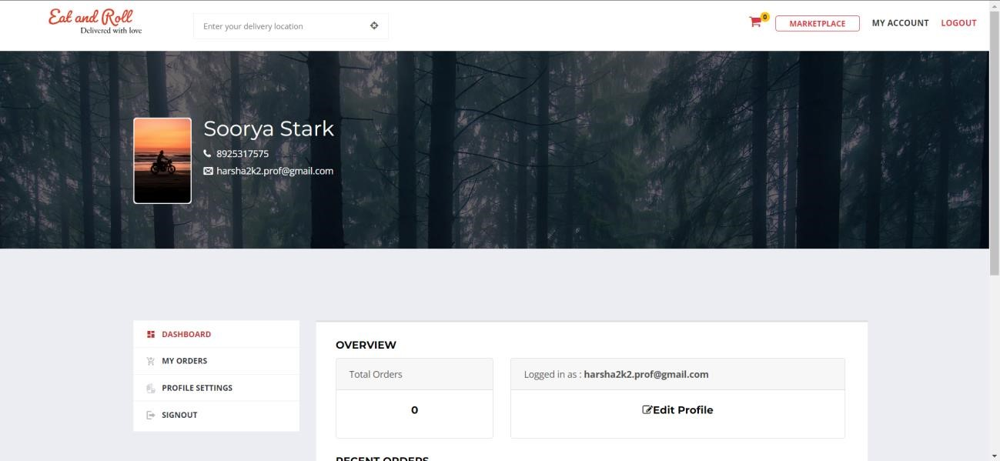 Eat and Roll
Delivered with love
Enter your delivery location
0
MARKETPLACE
MY ACCOUNT
LOGOUT
Soorya Stark
8925317575
harsha2k2.prof@gmail.com
DASHBOARD
MY ORDERS
PROFILE SETTINGS
SIGNOUT
OVERVIEW
Total Orders
0
Logged in as : harsha2k2.prof@gmail.com
Edit Profile
RECENT ORDERS